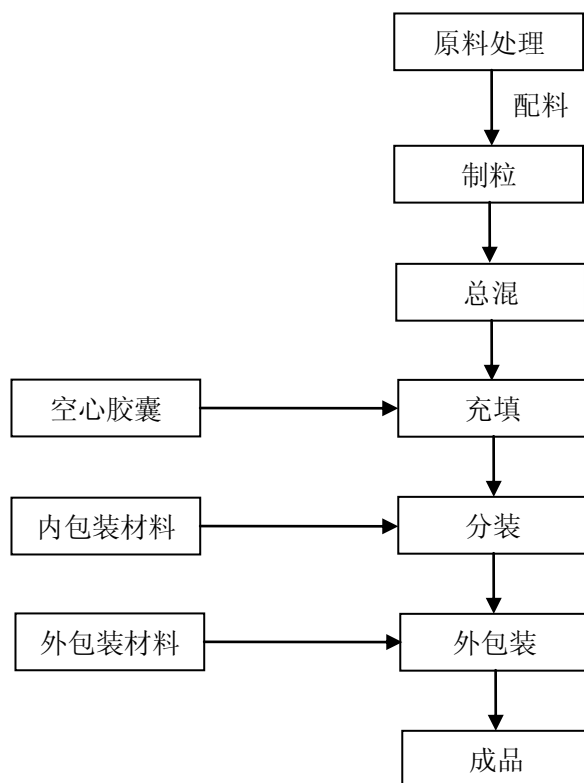 原料处理
配料
制粒
总混
空心胶囊
充填
内包装材料
分装
外包装材料
外包装
成品